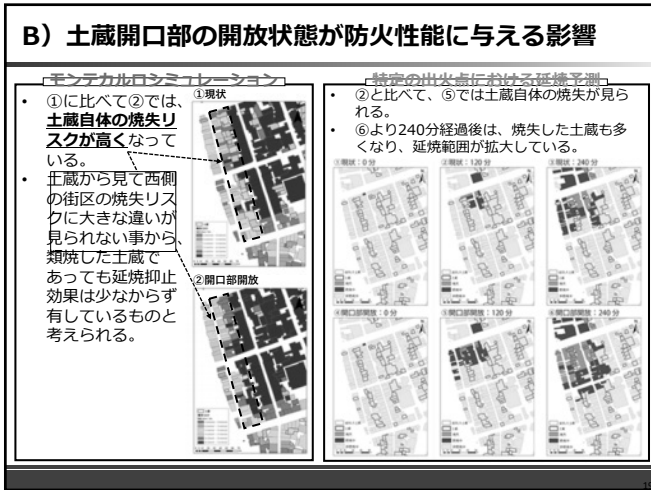 B）土蔵開口部の開放状態が防火性能に与える影響
モンテカルロシミュレーション
• ①に比べて②では、
土蔵自体の焼失リ
スクが高くなって
いる。
• 土蔵から見て西側
の街区の焼失リス
クに大きな違いが
見られない事から、
類焼した土蔵で
あっても延焼抑止
効果は少なからず
有しているものと
考えられる。
①現状
②開口部開放
特定の出火点における延焼予測
• ②と比べて、⑤では土蔵自体の焼失が見ら
れる。
• ⑥より240分経過後は、焼失した土蔵も多
くなり、延焼範囲が拡大している。
①現状：0分
②現状：120分
③現状：240分
④開口部開放：0分
⑤開口部開放：120分
⑥開口部開放：240分
19